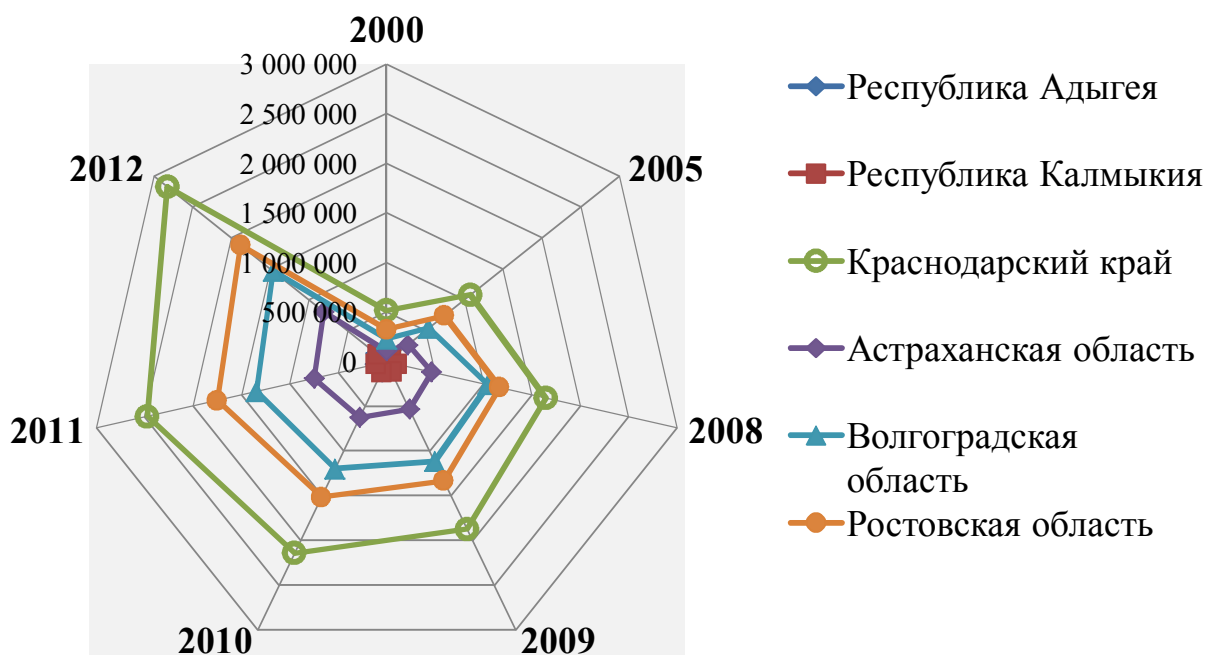 2000
3 000 000
2 500 000
2 000 000
1 500 000
1 000 000
500 000
0
2005
2008
2009
2010
2011
2012
Республика Адыгея
Республика Калмыкия
Краснодарский край
Астраханская область
Волгоградская
область
Ростовская область